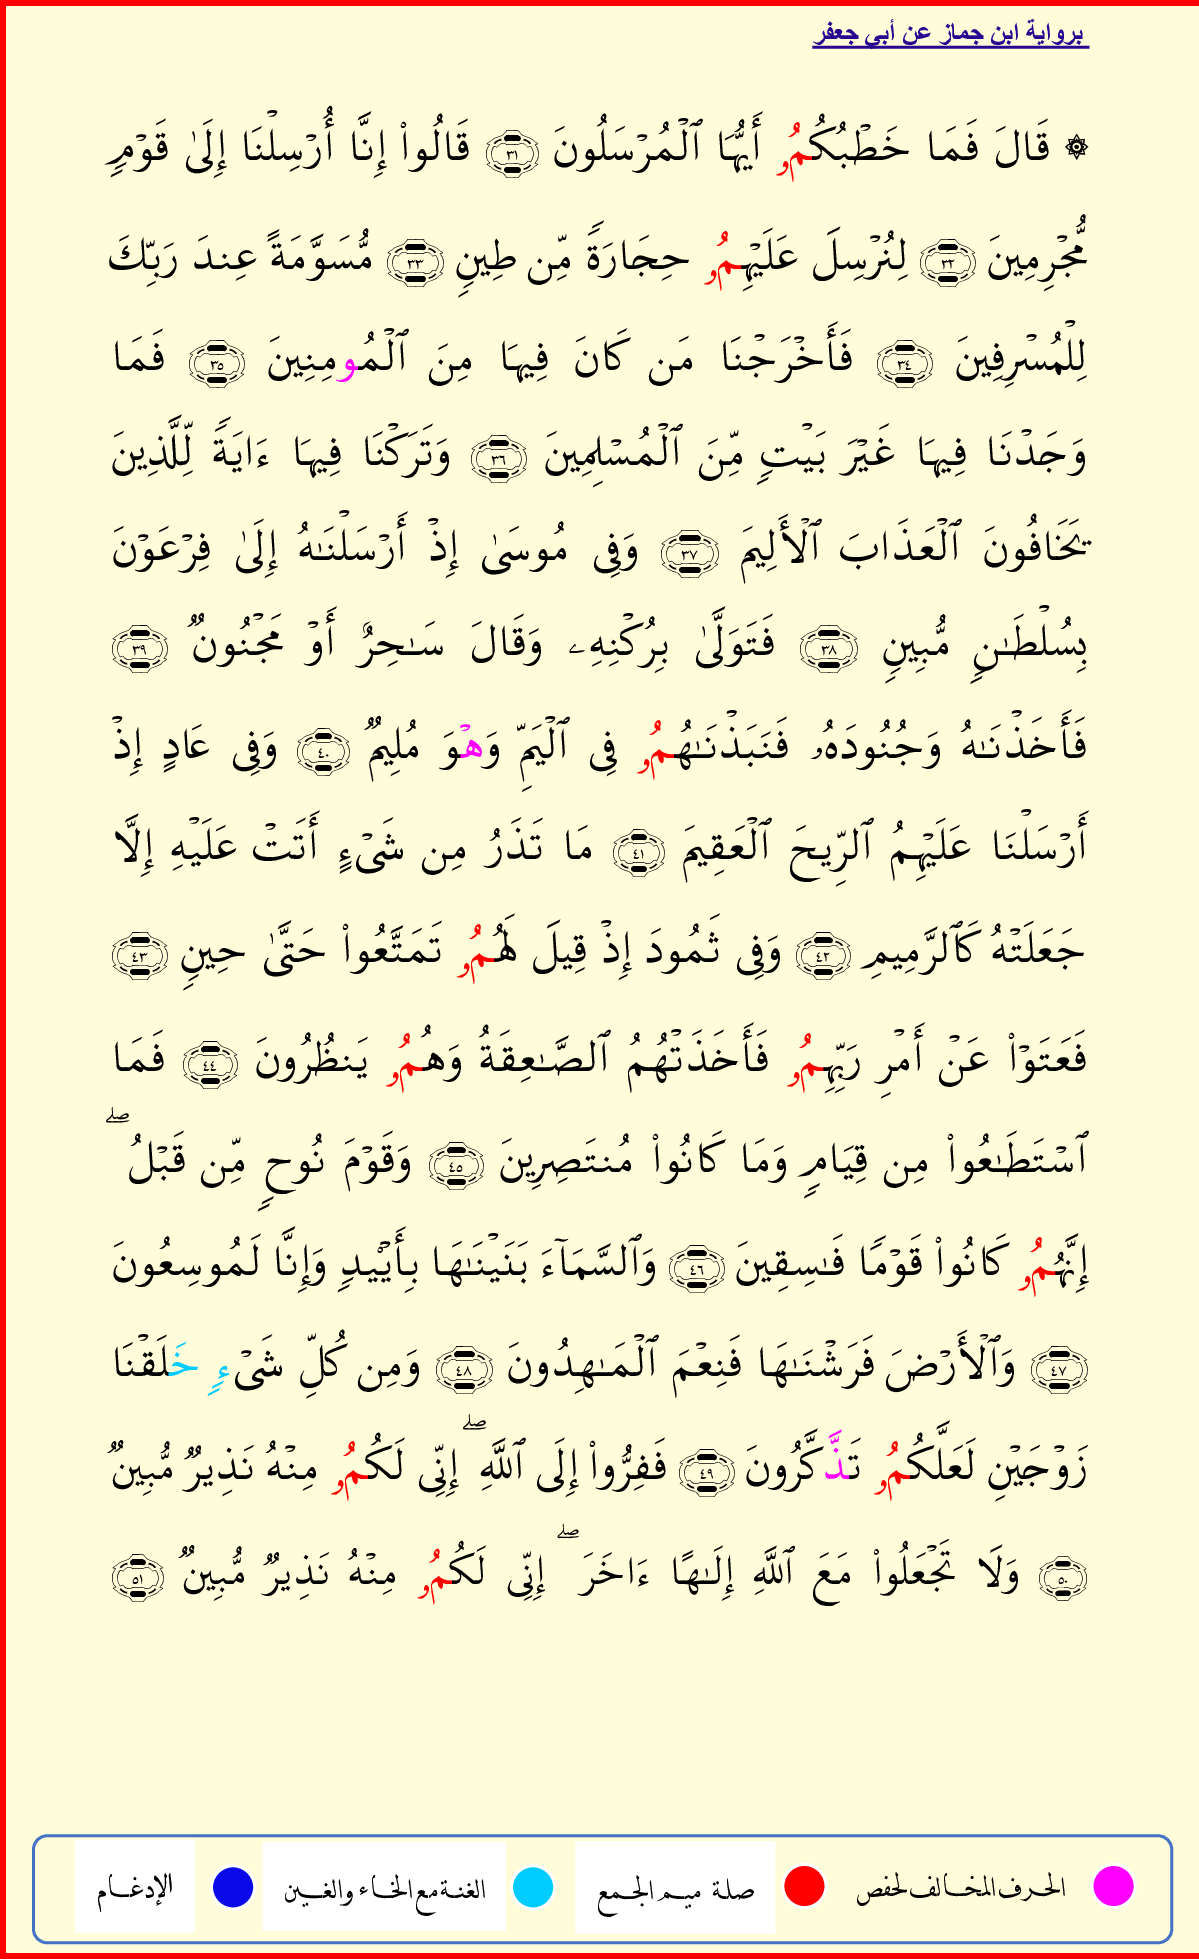 برواية ابن جماز عن أبي جعفر
۞ قَالَ فَمَا خَطۡبُكُمُۥ أَيُّهَا ٱلۡمُرۡسَلُونَ ٣١ قَالُوا۟ إِنَّا أُرۡسِلۡنَا إِلَىٰ قَوۡمٍ
مُّجۡرِمِينَ ٣٢ لِنُرۡسِلَ عَلَيۡهِمُۥ حِجَارَةً مِّن طِينٍ ٣٣ مُّسَوَّمَةً عِندَ رَبِّكَ
لِلۡمُسۡرِفِينَ ٣٤ فَأَخۡرَجۡنَا مَن كَانَ فِيهَا مِنَ ٱلۡمُومِنِينَ ٣٥ فَمَا
وَجَدۡنَا فِيهَا غَيۡرَ بَيۡتٍ مِّنَ ٱلۡمُسۡلِمِينَ ٣٦ وَتَرَكۡنَا فِيهَا ءَايَةً لِّلَّذِينَ
يَخَافُونَ ٱلۡعَذَابَ ٱلۡأَلِيمَ ٣٧ وَفِى مُوسَىٰ إِذۡ أَرۡسَلۡنَـٰهُ إِلَىٰ فِرۡعَوۡنَ
بِسُلۡطَـٰنٍ مُّبِينٍ ٣٨ فَتَوَلَّىٰ بِرُكۡنِهِۦ وَقَالَ سَـٰحِرٌ أَوۡ مَجۡنُونٌ ٣٩
فَأَخَذۡنَـٰهُ وَجُنُودَهُۥ فَنَبَذۡنَـٰهُمُۥ فِى ٱلۡيَمِّ وَهۡوَ مُلِيمٌ ٤٠ وَفِى عَادٍ إِذۡ
أَرۡسَلۡنَا عَلَيۡهِمُ ٱلرِّيحَ ٱلۡعَقِيمَ ٤١ مَا تَذَرُ مِن شَىۡءٍ أَتَتۡ عَلَيۡهِ إِلَّا
جَعَلَتۡهُ كَٱلرَّمِيمِ ٤٢ وَفِى ثَمُودَ إِذۡ قِيلَ لَهُمُۥ تَمَتَّعُوا۟ حَتَّىٰ حِينٍ ٤٣
فَعَتَوۡا۟ عَنۡ أَمۡرِ رَبِّهِمُۥ فَأَخَذَتۡهُمُ ٱلصَّـٰعِقَةُ وَهُمُۥ يَنظُرُونَ ٤٤ فَمَا
ٱسۡتَطَـٰعُوا۟ مِن قِيَامٍ وَمَا كَانُوا۟ مُنتَصِرِينَ ٤٥ وَقَوۡمَ نُوحٍ مِّن قَبۡلُ ۖ
إِنَّهُمُۥ كَانُوا۟ قَوۡمًا فَـٰسِقِينَ ٤٦ وَٱلسَّمَآءَ بَنَيۡنَـٰهَا بِأَيۡي۟دٍ وَإِنَّا لَمُوسِعُونَ
٤٧ وَٱلۡأَرۡضَ فَرَشۡنَـٰهَا فَنِعۡمَ ٱلۡمَـٰهِدُونَ ٤٨ وَمِن كُلِّ شَىۡءٍ خَلَقۡنَا
زَوۡجَيۡنِ لَعَلَّكُمُۥ تَذَّكَّرُونَ ٤٩ فَفِرُّوا۟ إِلَى ٱللَّهِ ۖ إِنِّى لَكُمُۥ مِنۡهُ نَذِيرٌ مُّبِينٌ
٥٠ وَلَا تَجۡعَلُوا۟ مَعَ ٱللَّهِ إِلَـٰهًا ءَاخَرَ ۖ إِنِّى لَكُمُۥ مِنۡهُ نَذِيرٌ مُّبِينٌ ٥١
الحرف المخالف لحفص صلة ميم الجمع الغنة مع الخاء والغين الإدغام